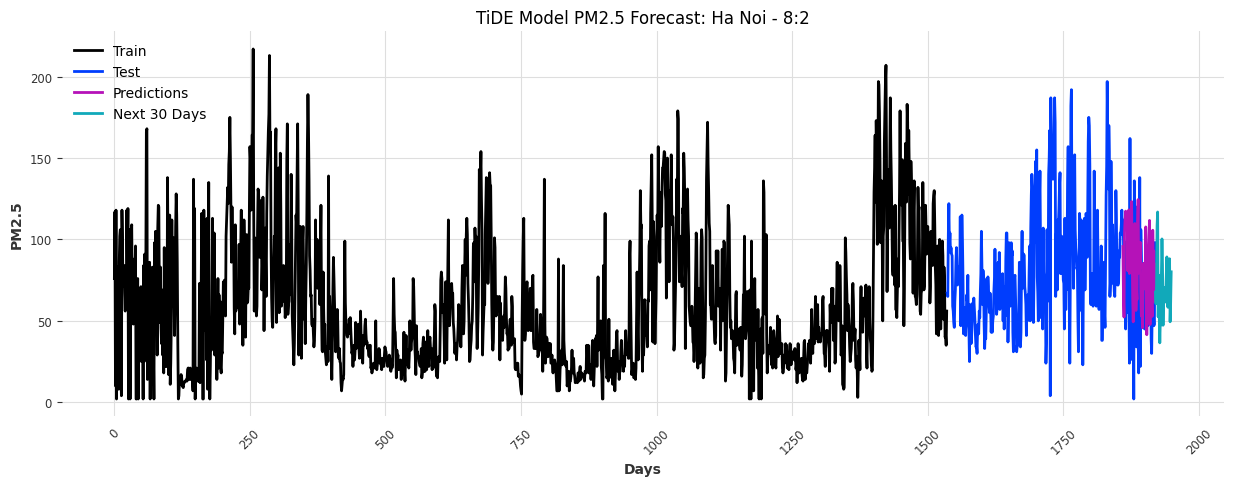 TiDE Model PM2.5 Forecast: Ha Noi - 8:2
Train
Test
Predictions
Next 30 Days
PM2.5
200
150
100
50
0
0
250
500
750
1000
1250
1500
1750
2000
Days